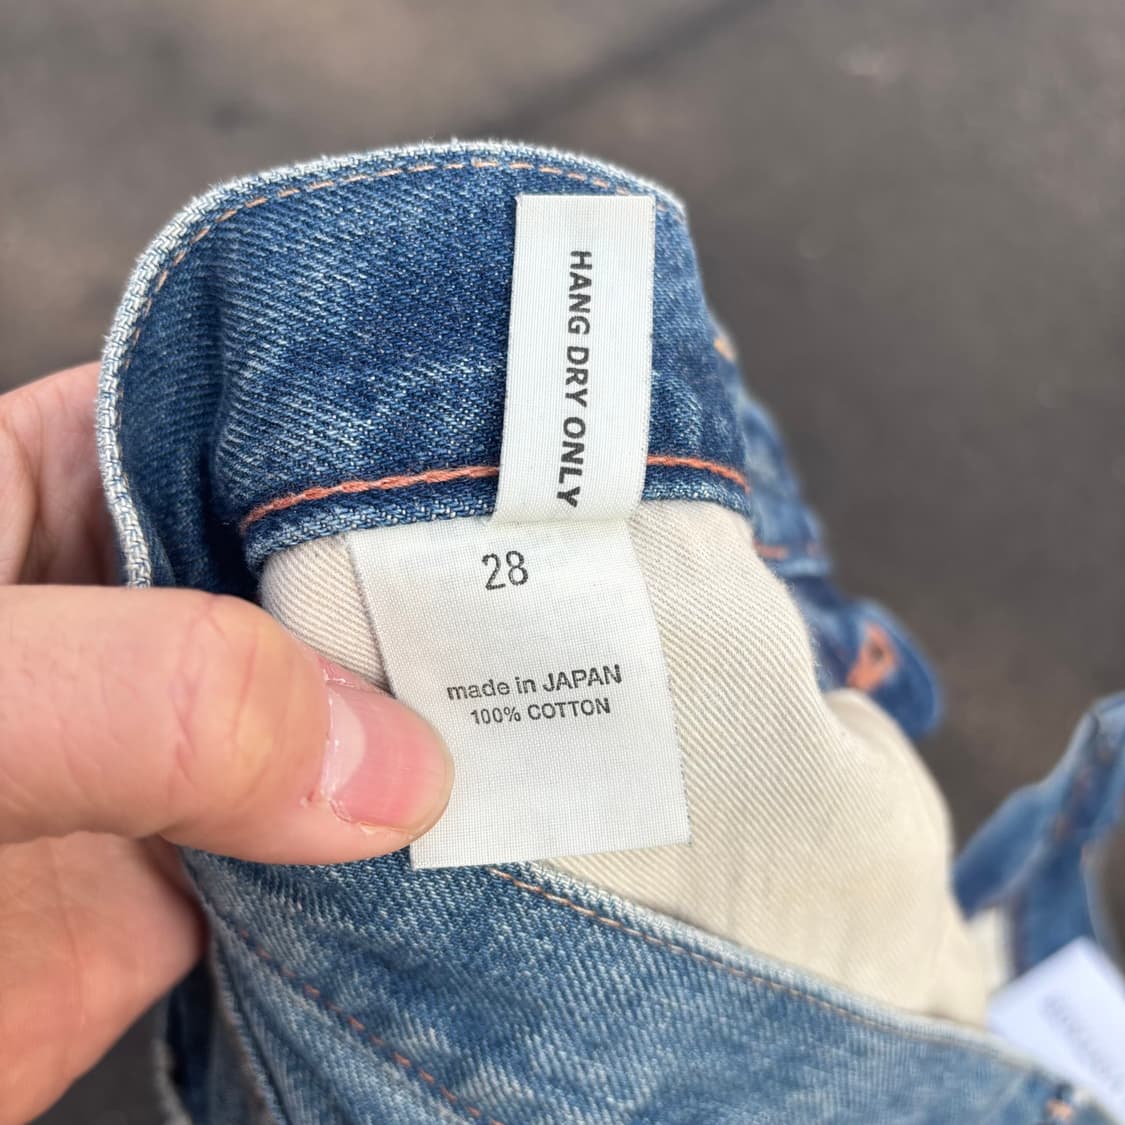 HANG DRY ONLY
28
made in JAPAN
100% COTTON